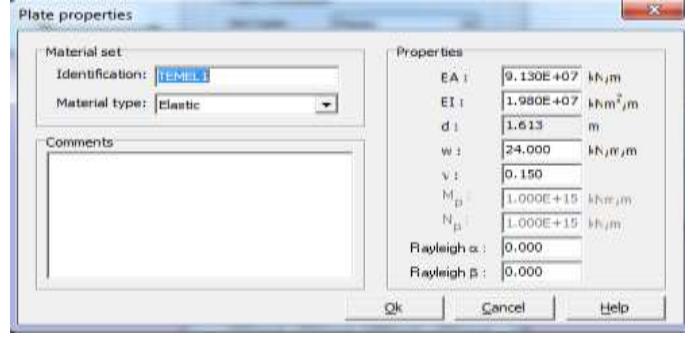 Plate properties
Material set
Identification: TEMEL1
Material type: Elastic
Comments
Properties
EA : 9.130E+07 kN/m
EI : 1.980E+07 kNm²/m
d : 1.613 m
w : 24.000 kN/m/m
ν : 0.150
Mp : 1.000E+15 kNm/m
Np : 1.000E+15 kN/m
Rayleigh α : 0.000
Rayleigh β : 0.000
Ok Cancel Help